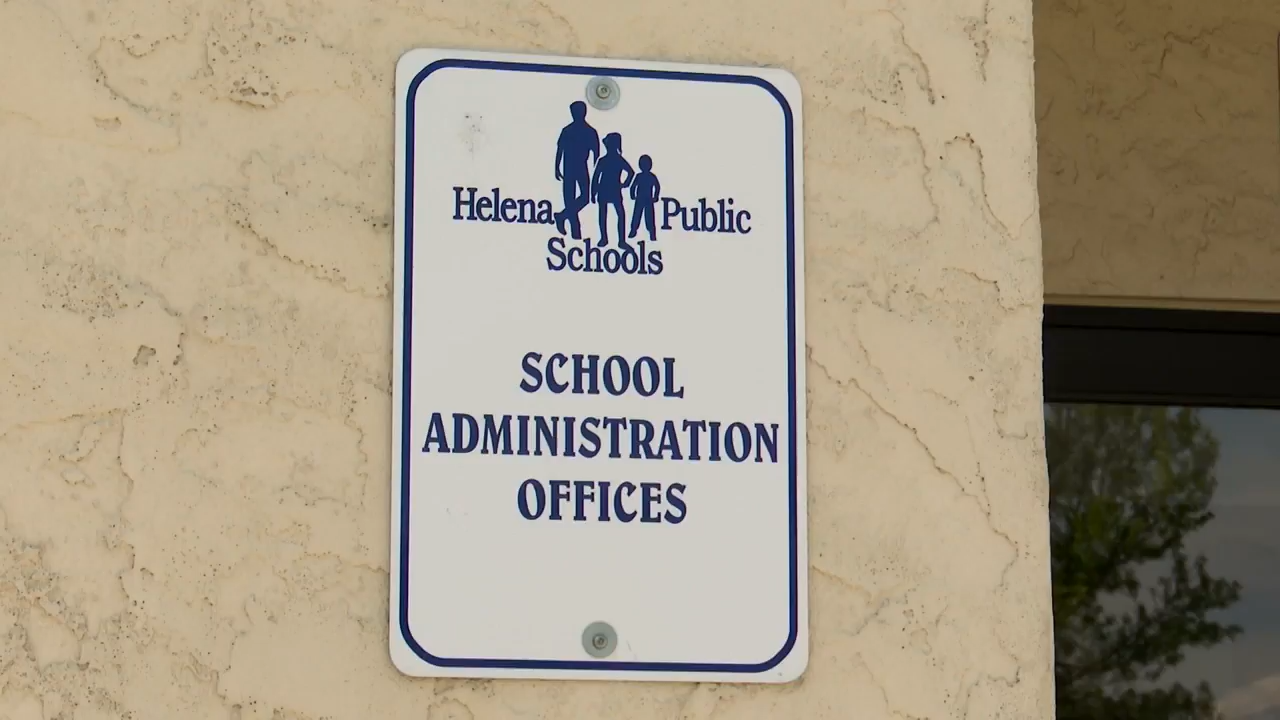 Helena Public
Schools
SCHOOL
ADMINISTRATION
OFFICES